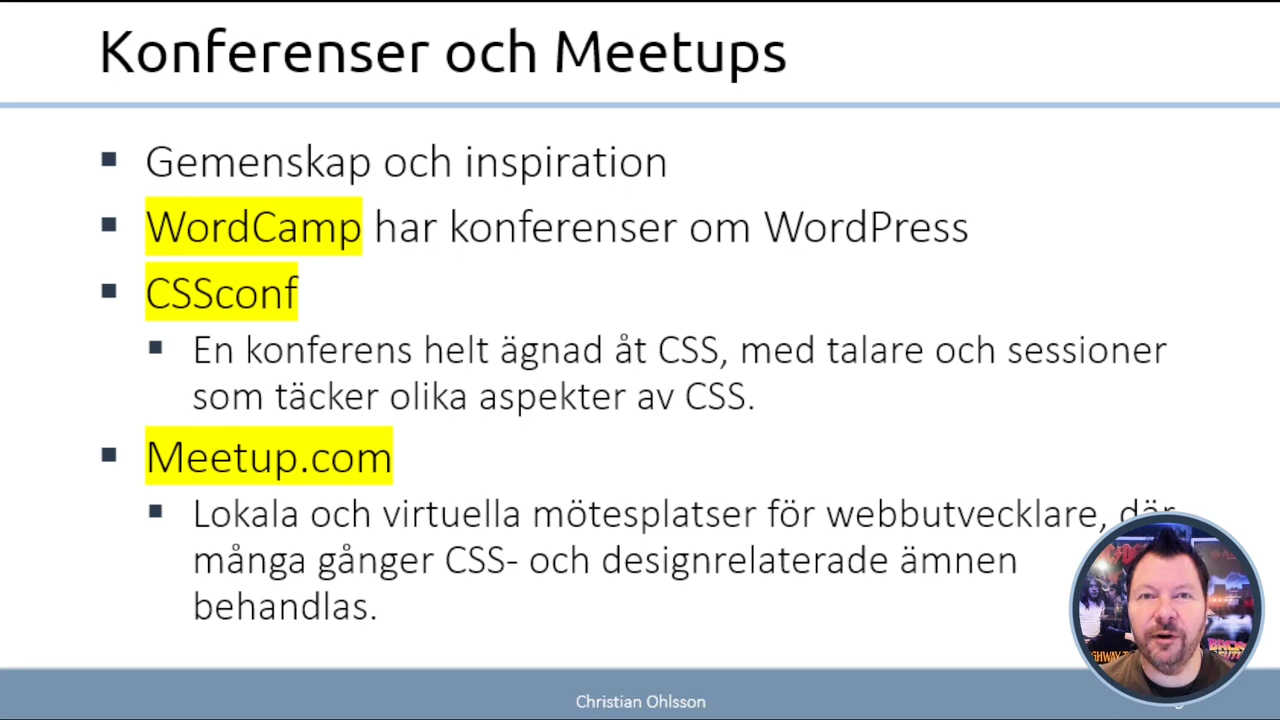 Konferenser och Meetups
Gemenskap och inspiration
WordCamp har konferenser om WordPress
CSSconf
En konferens helt ägnad åt CSS, med talare och sessioner
som täcker olika aspekter av CSS.
Meetup.com
Lokala och virtuella mötesplatser för webbutvecklare, där
många gånger CSS- och designrelaterade ämnen
behandlas.
Christian Ohlsson